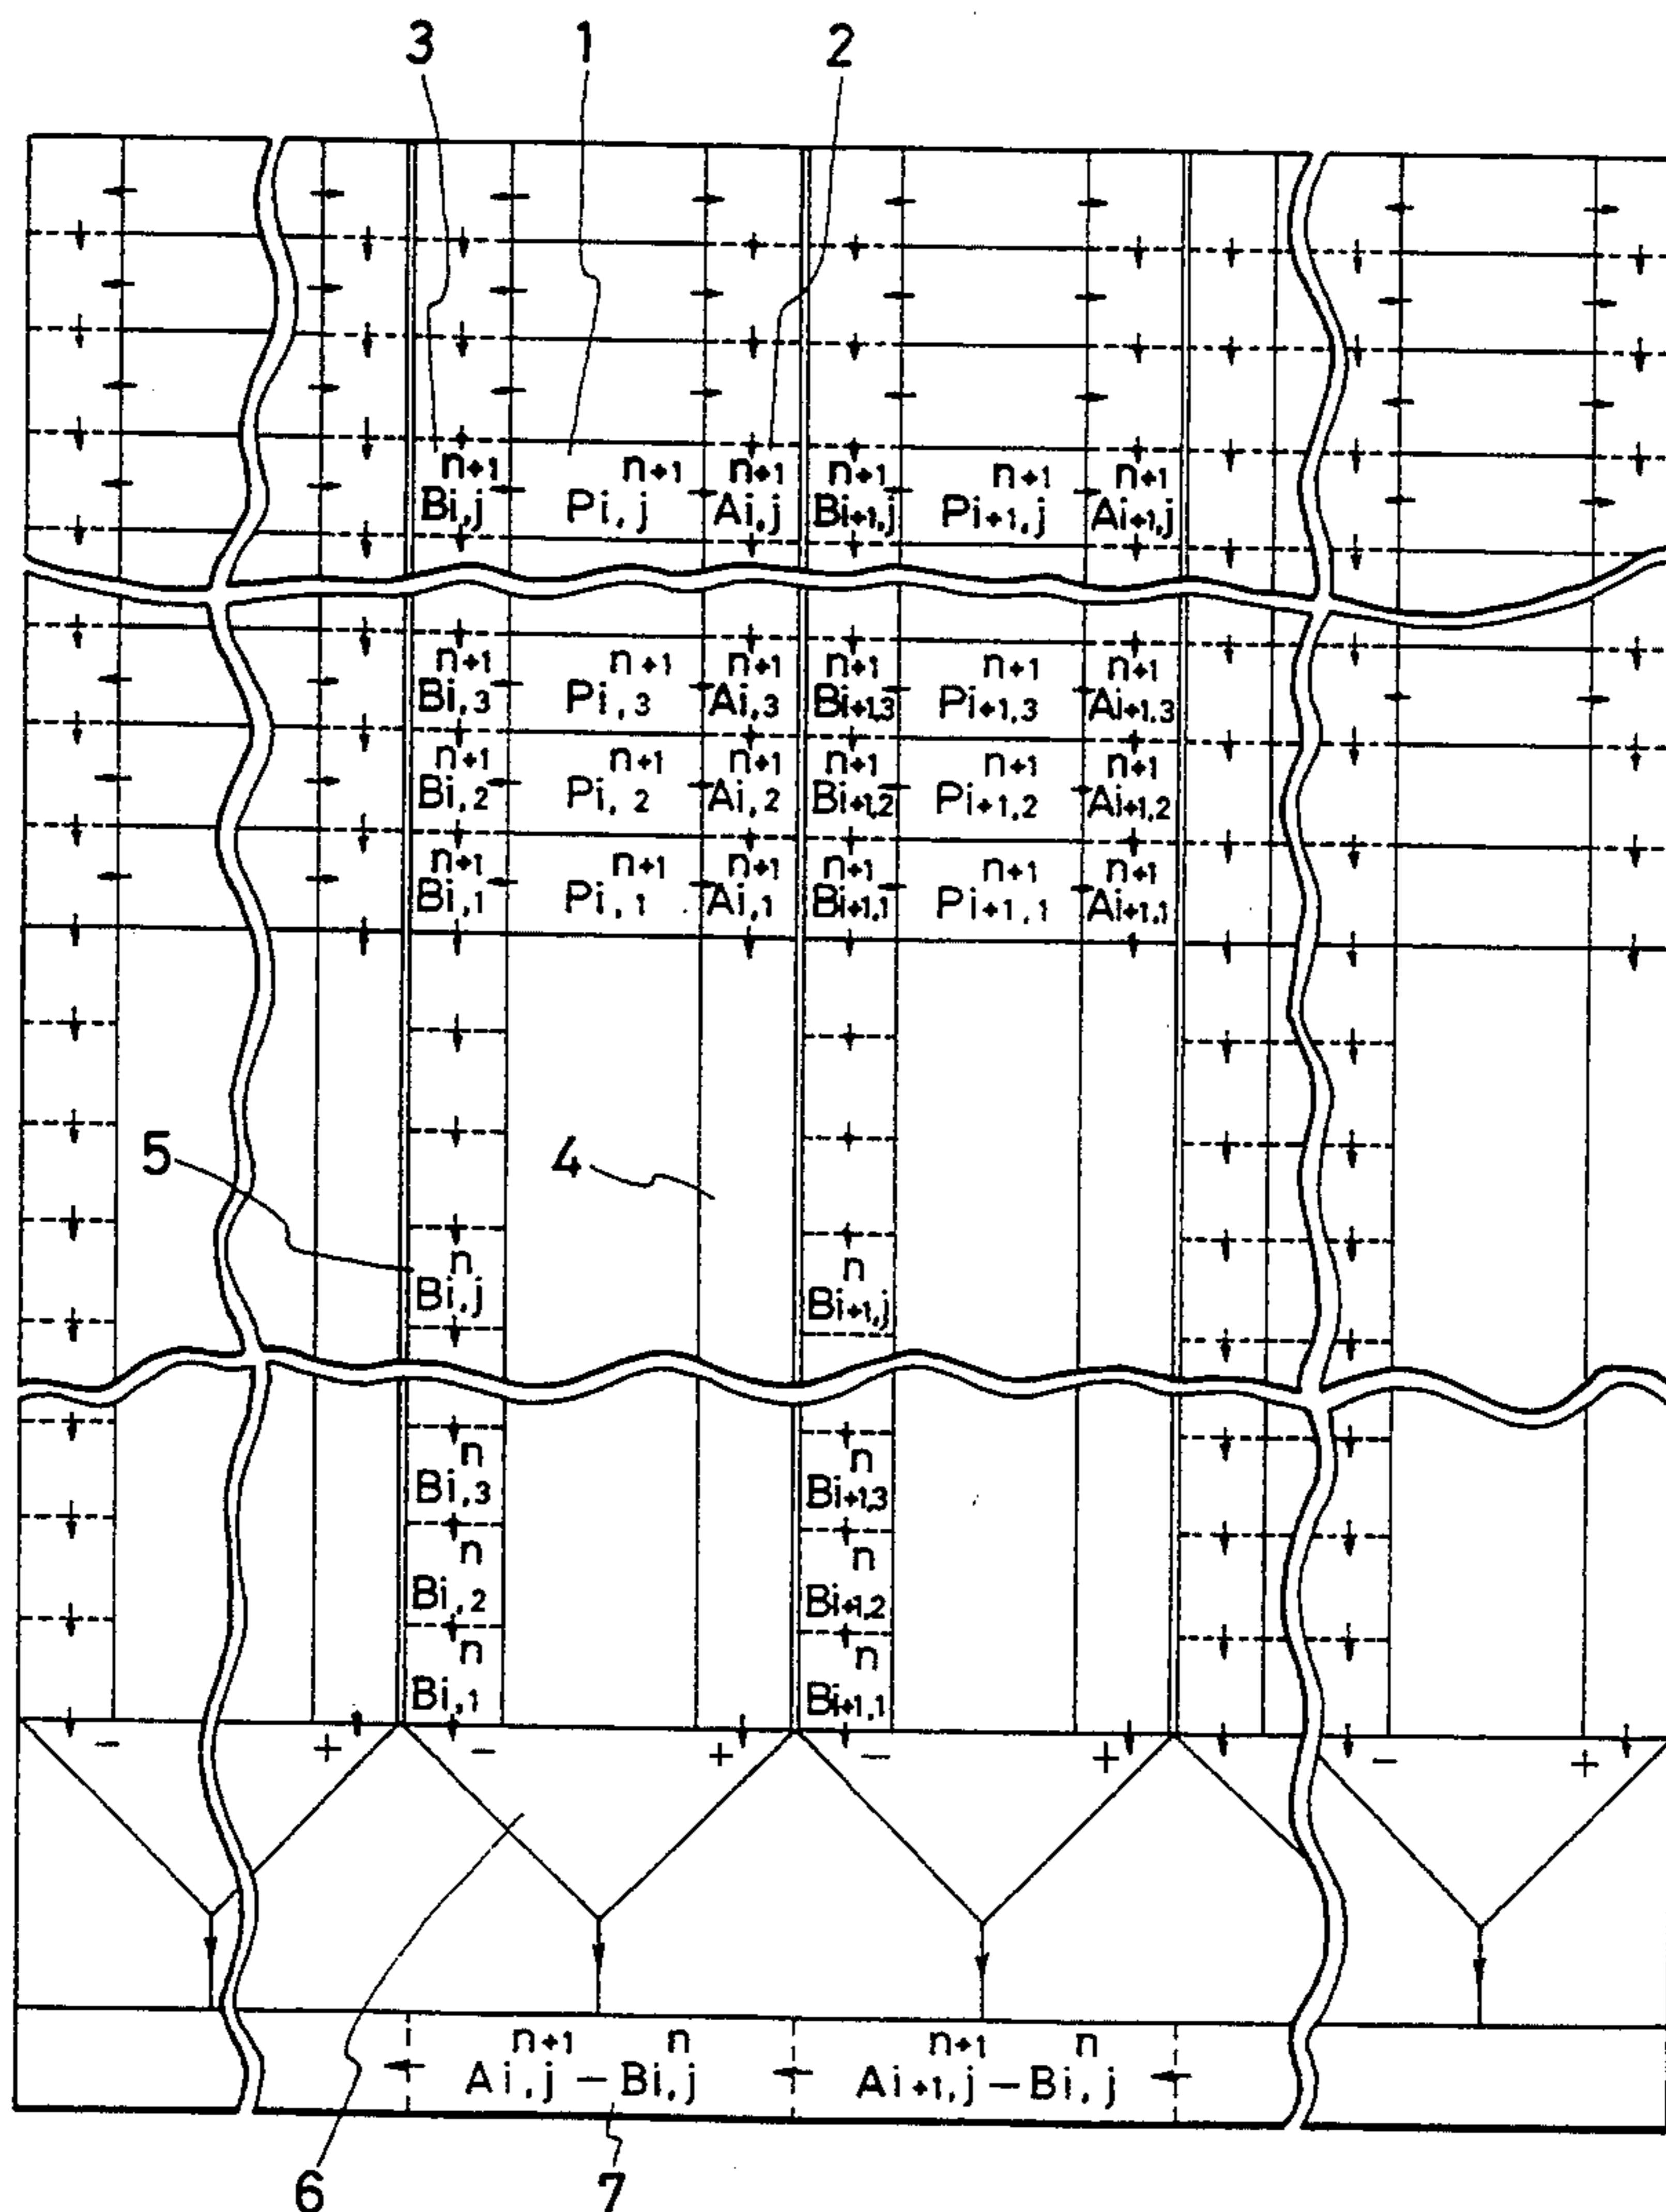 3 1 2
n+1 n+1 n+1 n+1 n+1 n+1
Bi,j Pi,j Ai,j Bi+1,j Pi+1,j Ai+1,j
n+1 n+1 n+1 n+1 n+1 n+1
Bi,3 Pi,3 Ai,3 Bi+1,3 Pi+1,3 Ai+1,3
n+1 n+1 n+1 n+1 n+1 n+1
Bi,2 Pi,2 Ai,2 Bi+1,2 Pi+1,2 Ai+1,2
n+1 n+1 n+1 n+1 n+1 n+1
Bi,1 Pi,1 Ai,1 Bi+1,1 Pi+1,1 Ai+1,1
5 4
n n
Bi,j Bi+1,j
n n
Bi,3 Bi+1,3
n n
Bi,2 Bi+1,2
n n
Bi,1 Bi+1,1
- + - + - + - +
n+1 n n+1 n
Ai,j - Bi,j Ai+1,j - Bi,j
6 7